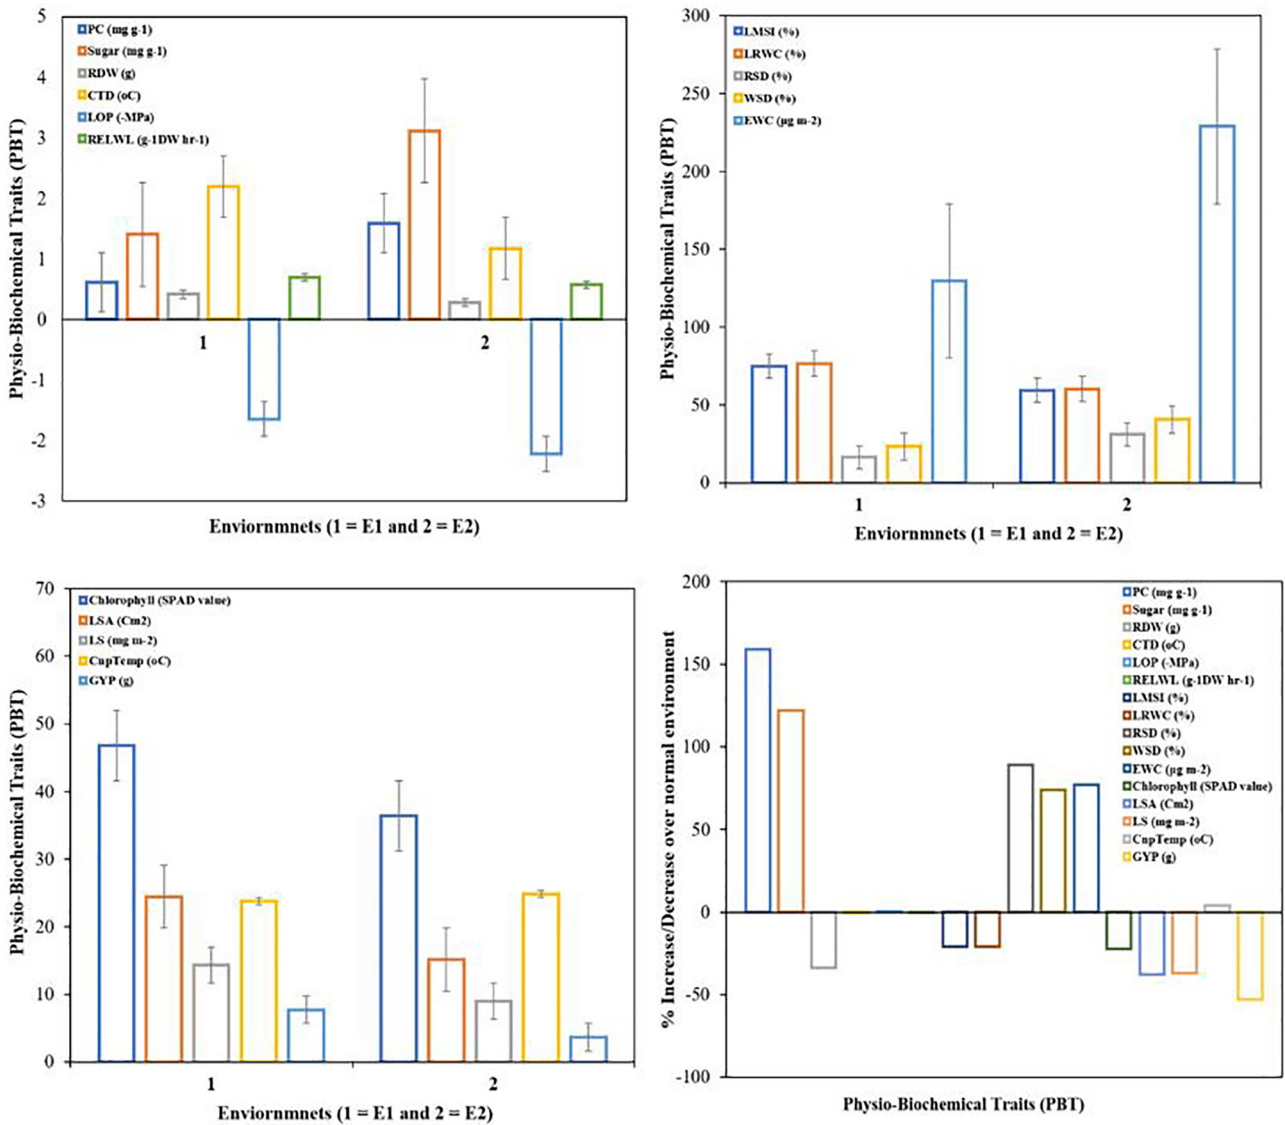 5
4
3
2
1
0
-1
-2
-3
Physio-Biochemical Traits (PBT)
PC (mg g-1)
Sugar (mg g-1)
RDW (g)
CTD (oC)
LOP (-MPa)
RELWL (g-1DW hr-1)
1
2
Enviornmnets (1 = E1 and 2 = E2)
300
250
200
150
100
50
0
Physio-Biochemical Traits (PBT)
LMSI (%)
LRWC (%)
RSD (%)
WSD (%)
EWC (µg m-2)
1
2
Enviornmnets (1 = E1 and 2 = E2)
70
60
50
40
30
20
10
0
Physio-Biochemical Traits (PBT)
Chlorophyll (SPAD value)
LSA (Cm2)
LS (mg m-2)
CnpTemp (oC)
GYP (g)
1
2
Enviornmnets (1 = E1 and 2 = E2)
200
150
100
50
0
-50
-100
% Increase/Decrease over normal environment
PC (mg g-1)
Sugar (mg g-1)
RDW (g)
CTD (oC)
LOP (-MPa)
RELWL (g-1DW hr-1)
LMSI (%)
LRWC (%)
RSD (%)
WSD (%)
EWC (µg m-2)
Chlorophyll (SPAD value)
LSA (Cm2)
LS (mg m-2)
CnpTemp (oC)
GYP (g)
Physio-Biochemical Traits (PBT)